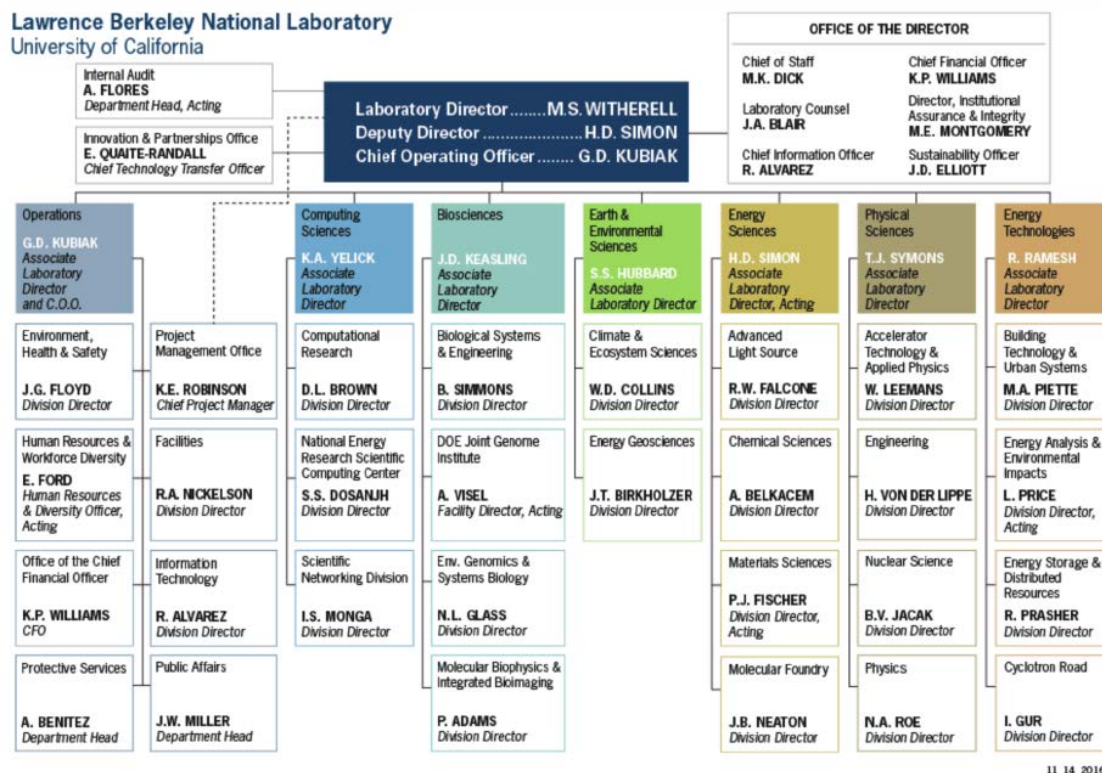 Lawrence Berkeley National Laboratory
University of California
Internal Audit
A. FLORES
Department Head, Acting
Innovation & Partnerships Office
E. QUAITE-RANDALL
Chief Technology Transfer Officer
Laboratory Director.......M.S. WITHERELL
Deputy Director......................H.D. SIMON
Chief Operating Officer........ G.D. KUBIAK
OFFICE OF THE DIRECTOR
Chief of Staff
M.K. DICK
Chief Financial Officer
K.P. WILLIAMS
Laboratory Counsel
J.A. BLAIR
Director, Institutional
Assurance & Integrity
M.E. MONTGOMERY
Chief Information Officer
R. ALVAREZ
Sustainability Officer
J.D. ELLIOTT
Operations
G.D. KUBIAK
Associate
Laboratory
Director
and C.O.O.
Environment,
Health & Safety
J.G. FLOYD
Division Director
Human Resources &
Workforce Diversity
E. FORD
Human Resources
& Diversity Officer,
Acting
Office of the Chief
Financial Officer
K.P. WILLIAMS
CFO
Protective Services
A. BENITEZ
Department Head
Project
Management Office
K.E. ROBINSON
Chief Project Manager
Facilities
R.A. NICKELSON
Division Director
Information
Technology
R. ALVAREZ
Division Director
Public Affairs
J.W. MILLER
Department Head
Computing
Sciences
K.A. YELICK
Associate
Laboratory
Director
Computational
Research
D.L. BROWN
Division Director
National Energy
Research Scientific
Computing Center
S.S. DOSANJH
Division Director
Scientific
Networking Division
I.S. MONGA
Division Director
Biosciences
J.D. KEASLING
Associate
Laboratory
Director
Biological Systems
& Engineering
B. SIMMONS
Division Director
DOE Joint Genome
Institute
A. VISEL
Facility Director, Acting
Env. Genomics &
Systems Biology
N.L. GLASS
Division Director
Molecular Biophysics &
Integrated Bioimaging
P. ADAMS
Division Director
Earth &
Environmental
Sciences
S.S. HUBBARD
Associate
Laboratory Director
Climate &
Ecosystem Sciences
W.D. COLLINS
Division Director
Energy Geosciences
J.T. BIRKHOLZER
Division Director
Energy
Sciences
H.D. SIMON
Associate
Laboratory
Director, Acting
Advanced
Light Source
R.W. FALCONE
Division Director
Chemical Sciences
A. BELKACEM
Division Director
Materials Sciences
P.J. FISCHER
Division Director,
Acting
Molecular Foundry
J.B. NEATON
Division Director
Physical
Sciences
T.J. SYMONS
Associate
Laboratory
Director
Accelerator
Technology &
Applied Physics
W. LEEMANS
Division Director
Engineering
H. VON DER LIPPE
Division Director
Nuclear Science
B.V. JACAK
Division Director
Physics
N.A. ROE
Division Director
Energy
Technologies
R. RAMESH
Associate
Laboratory
Director
Building
Technology &
Urban Systems
M.A. PIETTE
Division Director
Energy Analysis &
Environmental
Impacts
L. PRICE
Division Director,
Acting
Energy Storage &
Distributed
Resources
R. PRASHER
Division Director
Cyclotron Road
I. GUR
Division Director
11 14 2016